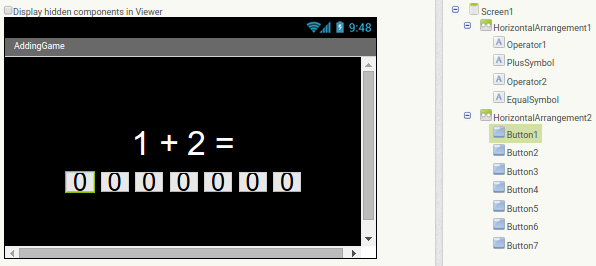 Display hidden components in Viewer
9:48
AddingGame
1 + 2 =
0 0 0 0 0 0 0
Screen1
HorizontalArrangement1
A Operator1
A PlusSymbol
A Operator2
A EqualSymbol
HorizontalArrangement2
Button1
Button2
Button3
Button4
Button5
Button6
Button7